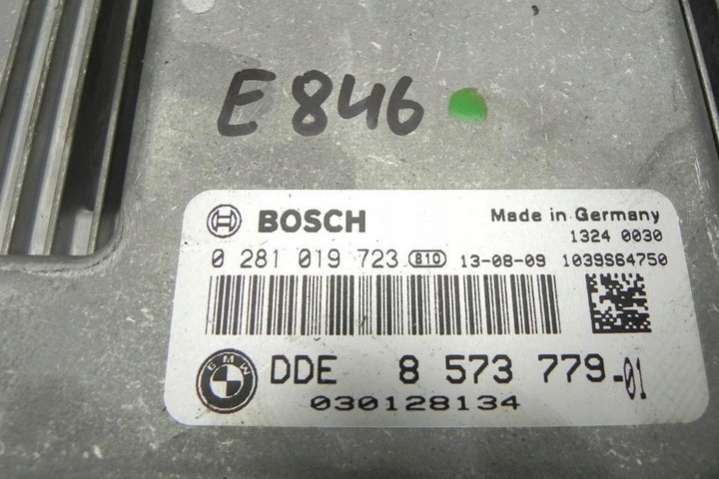 E846
BOSCH
Made in Germany
1324 0030
0 281 019 723 810 13-08-09 1039S64750
BMW
DDE 8 573 779-01
030128134